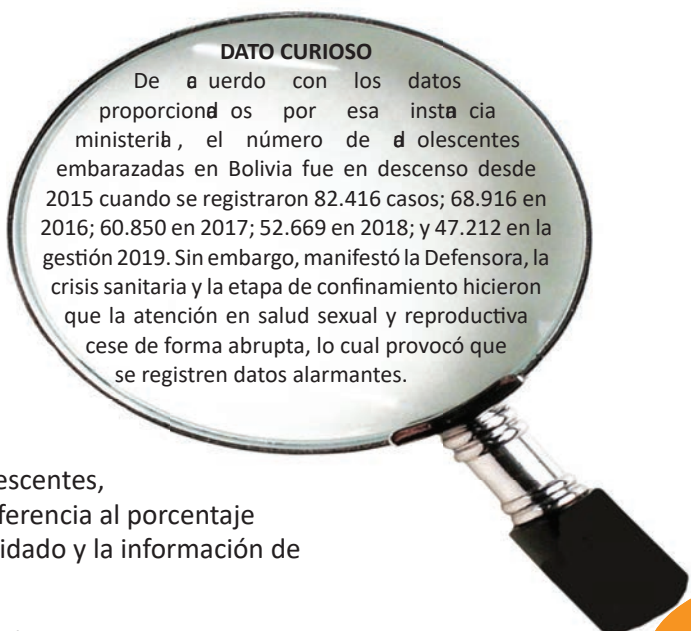 DATO CURIOSO
De acuerdo con los datos
proporcionados por esa instancia
ministerial, el número de adolescentes
embarazadas en Bolivia fue en descenso desde
2015 cuando se registraron 82.416 casos; 68.916 en
2016; 60.850 en 2017; 52.669 en 2018; y 47.212 en la
gestión 2019. Sin embargo, manifestó la Defensora, la
crisis sanitaria y la etapa de confinamiento hicieron
que la atención en salud sexual y reproductiva
cese de forma abrupta, lo cual provocó que
se registren datos alarmantes.
escentes,
ferencia al porcentaje
idado y la información de